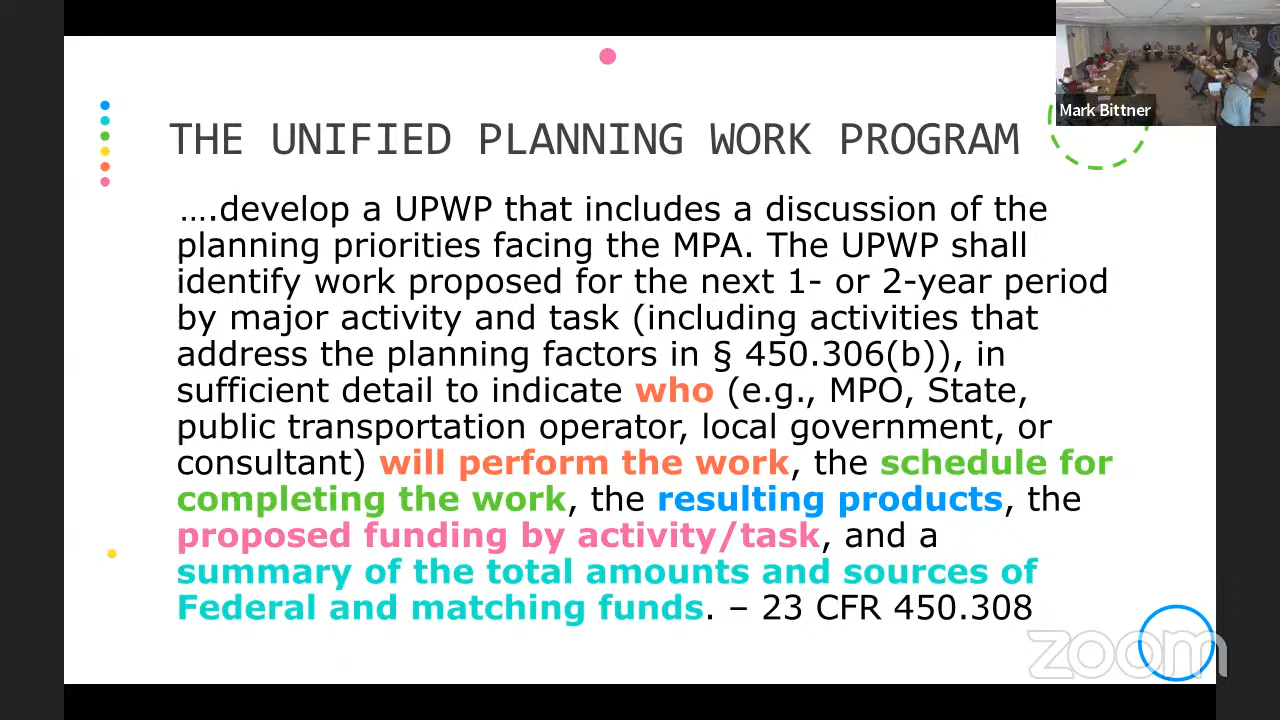 Mark Bittner
THE UNIFIED PLANNING WORK PROGRAM
….develop a UPWP that includes a discussion of the
planning priorities facing the MPA. The UPWP shall
identify work proposed for the next 1- or 2-year period
by major activity and task (including activities that
address the planning factors in § 450.306(b)), in
sufficient detail to indicate who (e.g., MPO, State,
public transportation operator, local government, or
consultant) will perform the work, the schedule for
completing the work, the resulting products, the
proposed funding by activity/task, and a
summary of the total amounts and sources of
Federal and matching funds. – 23 CFR 450.308
zoom